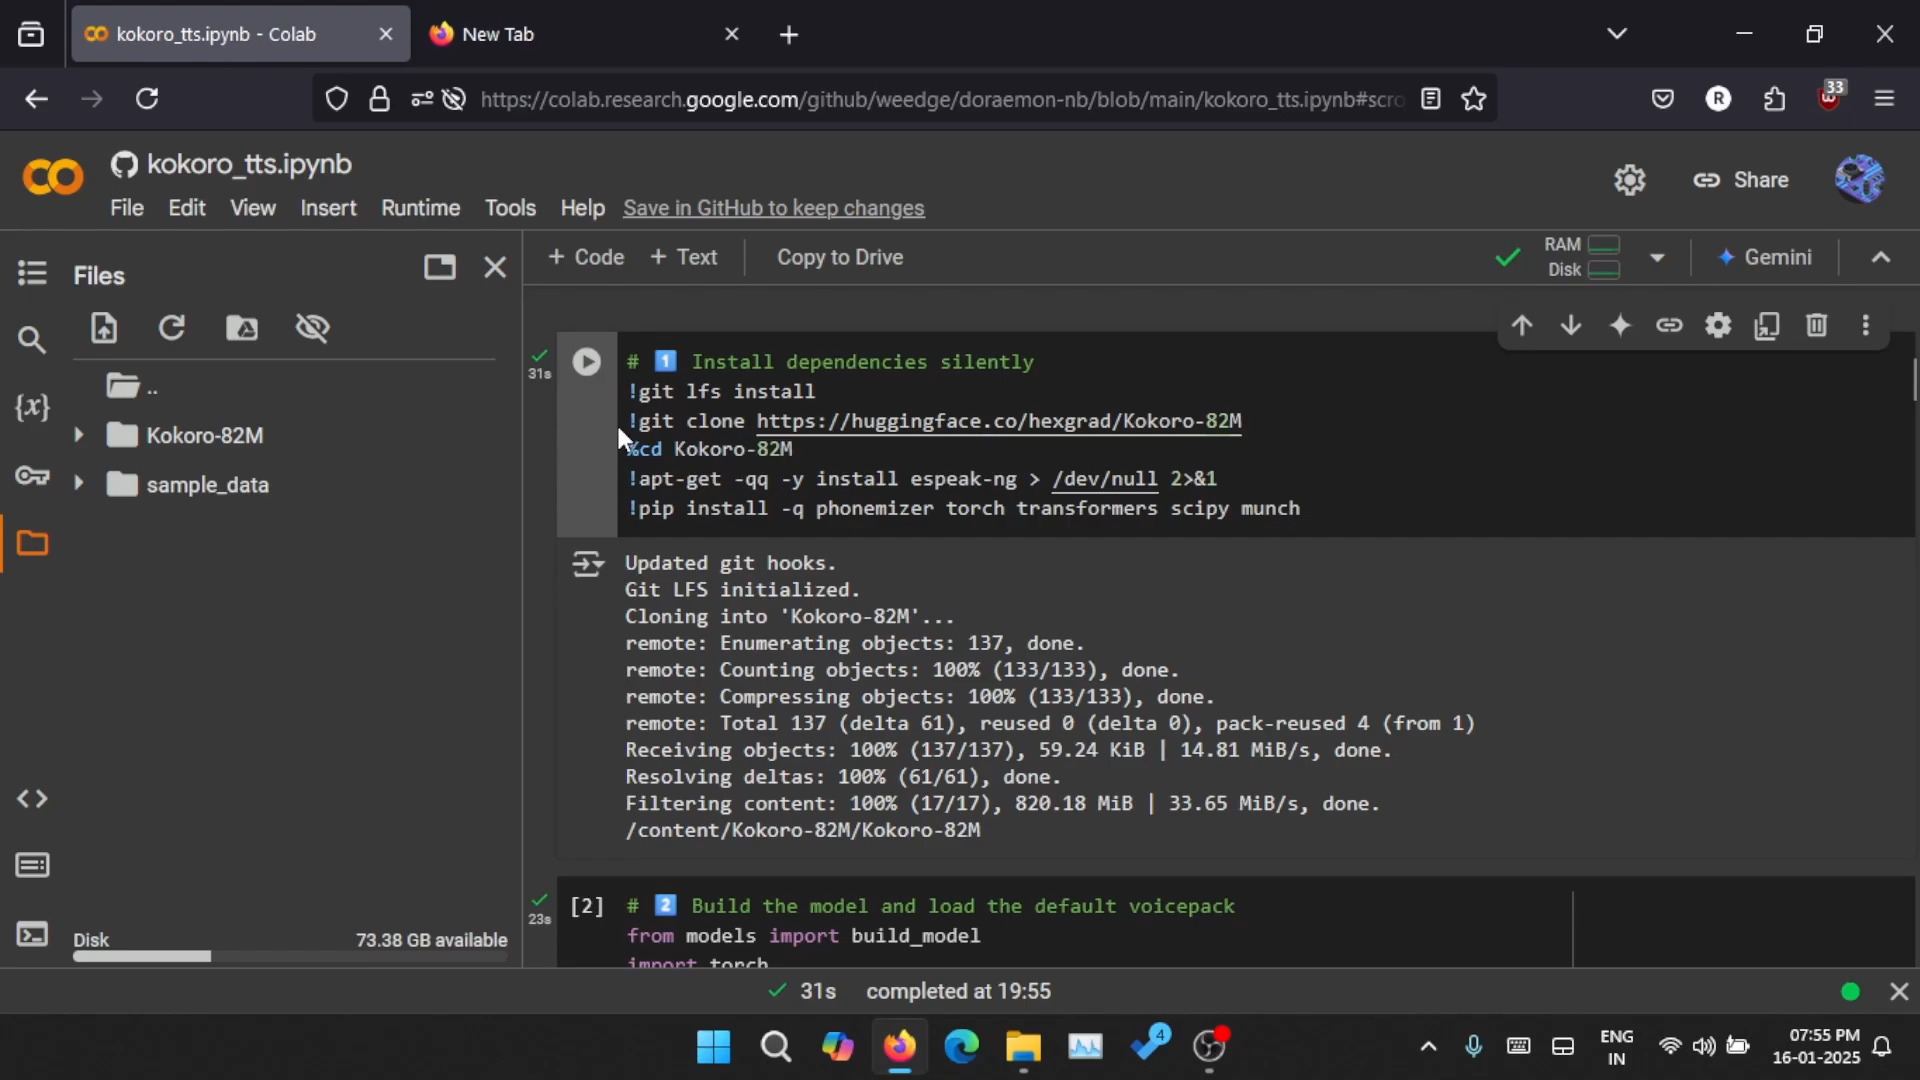 kokoro_tts.ipynb - Colab
New Tab
https://colab.research.google.com/github/weedge/doraemon-nb/blob/main/kokoro_tts.ipynb#scro
R
33
kokoro_tts.ipynb
File Edit View Insert Runtime Tools Help Save in GitHub to keep changes
Share
Files
+ Code + Text Copy to Drive
RAM
Disk
Gemini
..
Kokoro-82M
sample_data
Disk 73.38 GB available
31s
# 1 Install dependencies silently
!git lfs install
!git clone https://huggingface.co/hexgrad/Kokoro-82M
%cd Kokoro-82M
!apt-get -qq -y install espeak-ng > /dev/null 2>&1
!pip install -q phonemizer torch transformers scipy munch
Updated git hooks.
Git LFS initialized.
Cloning into 'Kokoro-82M'...
remote: Enumerating objects: 137, done.
remote: Counting objects: 100% (133/133), done.
remote: Compressing objects: 100% (133/133), done.
remote: Total 137 (delta 61), reused 0 (delta 0), pack-reused 4 (from 1)
Receiving objects: 100% (137/137), 59.24 KiB | 14.81 MiB/s, done.
Resolving deltas: 100% (61/61), done.
Filtering content: 100% (17/17), 820.18 MiB | 33.65 MiB/s, done.
/content/Kokoro-82M/Kokoro-82M
23s
[2] # 2 Build the model and load the default voicepack
from models import build_model
import torch
31s completed at 19:55
4
ENG
IN
07:55 PM
16-01-2025